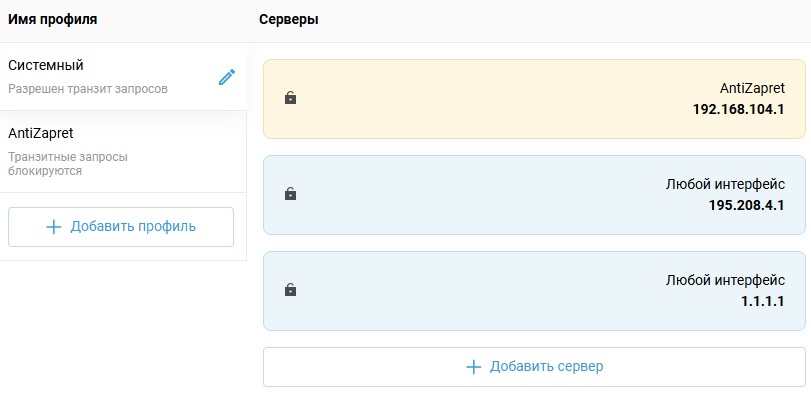 Имя профиля
Серверы
Системный
Разрешен транзит запросов
AntiZapret
Транзитные запросы
блокируются
Добавить профиль
AntiZapret
192.168.104.1
Любой интерфейс
195.208.4.1
Любой интерфейс
1.1.1.1
Добавить сервер